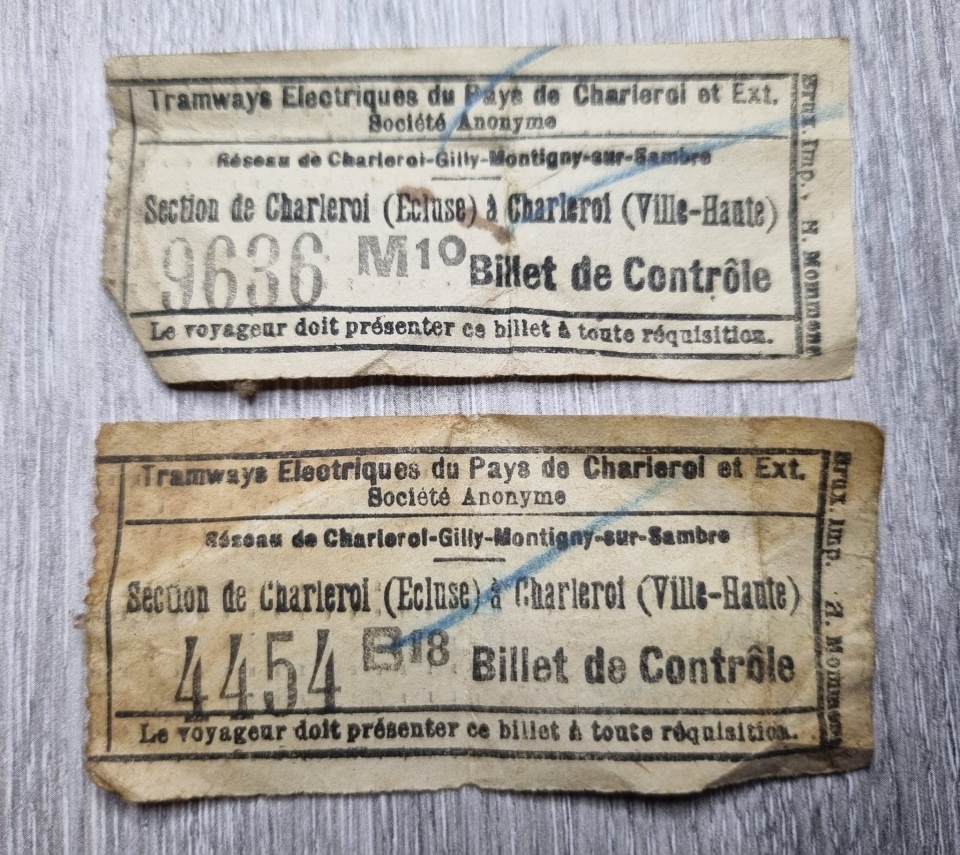 Tramways Electriques du Pays de Charleroi et Ext.
Société Anonyme
Réseau de Charleroi-Gilly-Montigny-sur-Sambre
Section de Charleroi (Ecluse) à Charleroi (Ville-Haute)
9636 M10 Billet de Contrôle
Le voyageur doit présenter ce billet à toute réquisition.
Brux. Imp. H. Mommens
Tramways Electriques du Pays de Charleroi et Ext.
Société Anonyme
Réseau de Charleroi-Gilly-Montigny-sur-Sambre
Section de Charleroi (Ecluse) à Charleroi (Ville-Haute)
4454 B18 Billet de Contrôle
Le voyageur doit présenter ce billet à toute réquisition.
Brux. Imp.